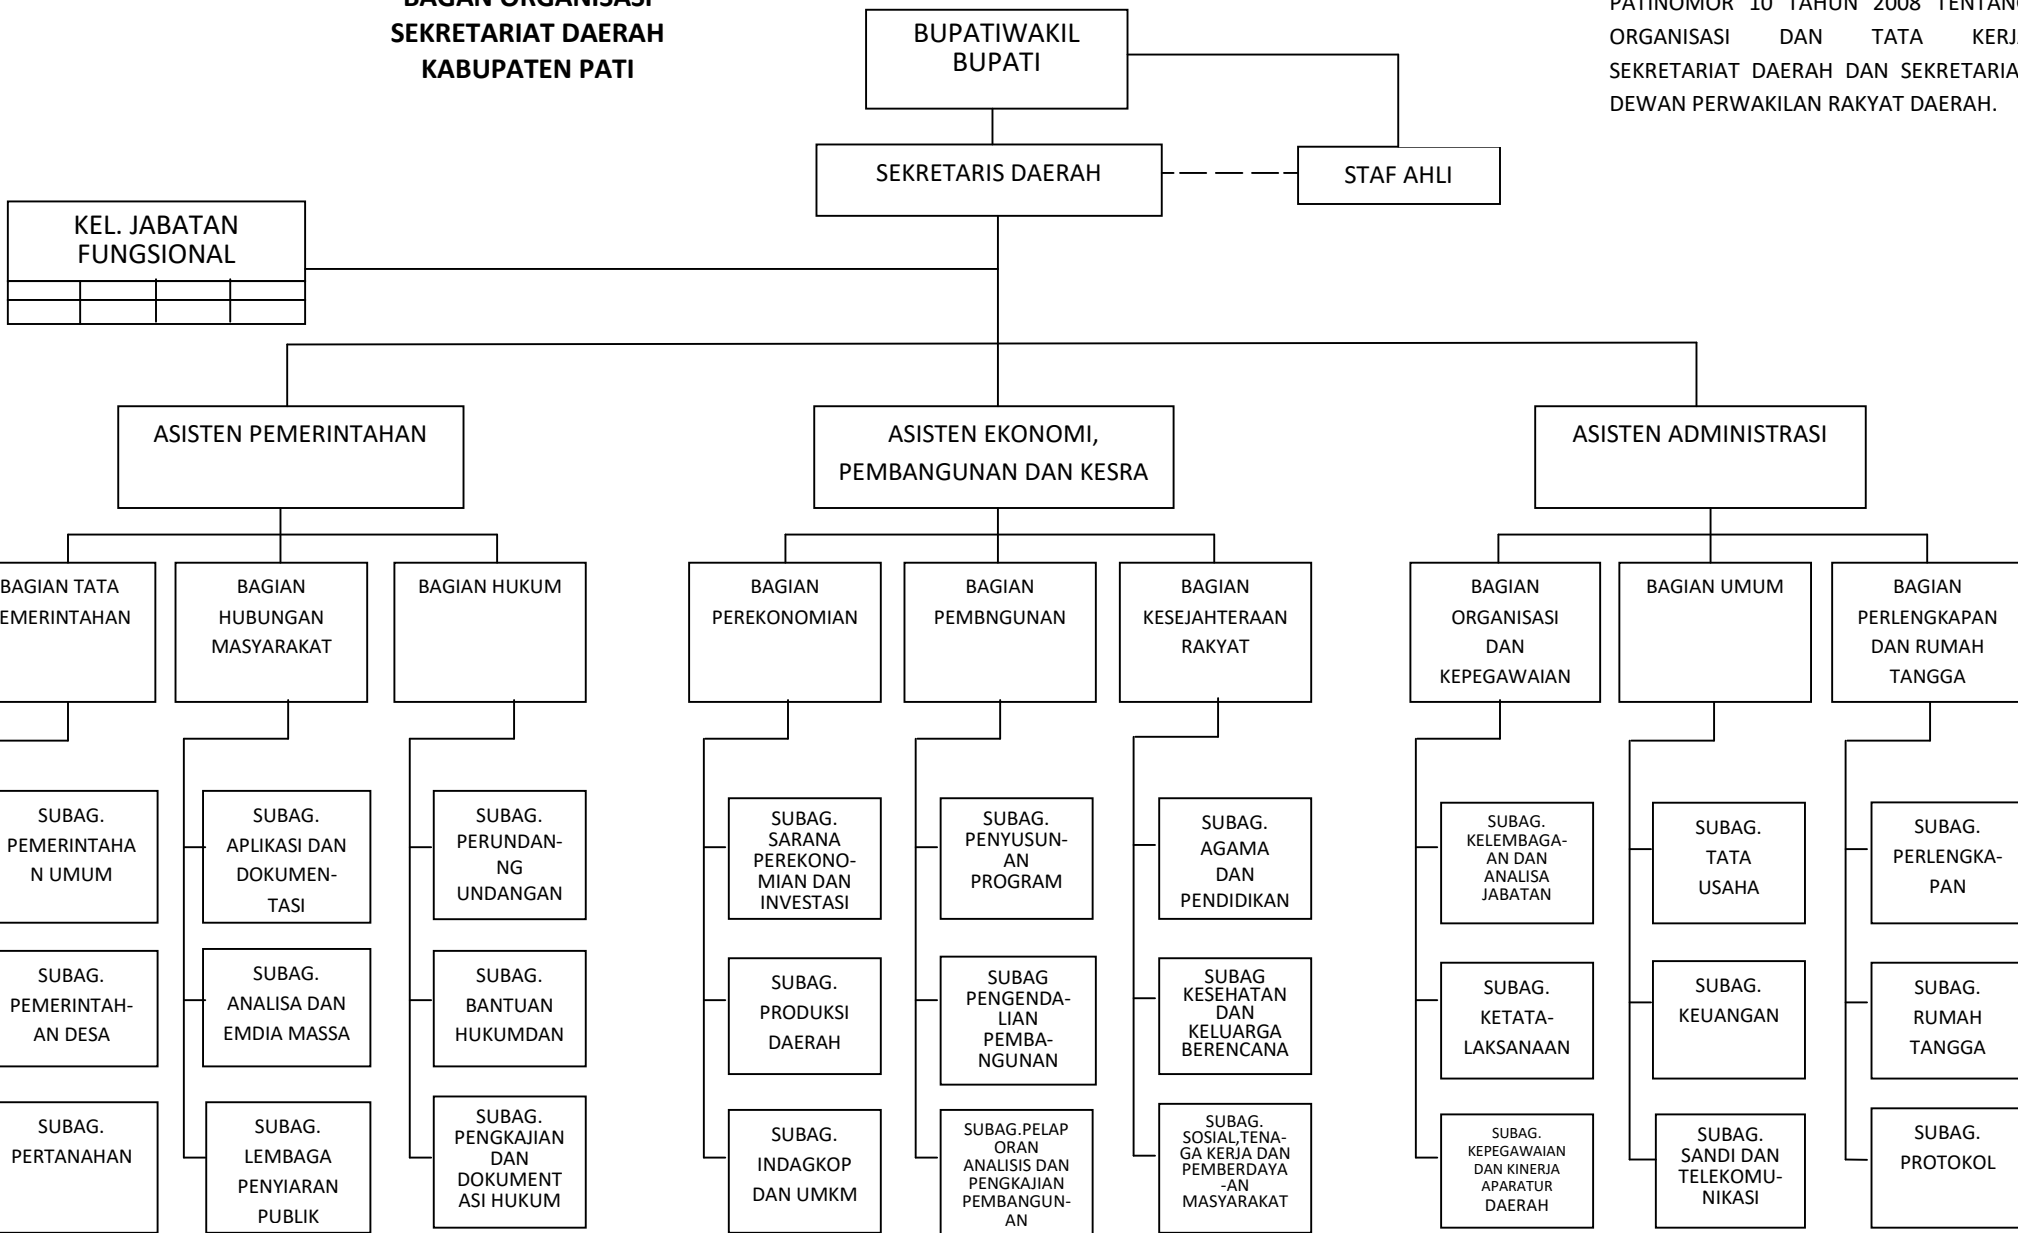 BAGAN ORGANISASI
SEKRETARIAT DAERAH
KABUPATEN PATI
PATINOMOR 10 TAHUN 2008 TENTANG
ORGANISASI DAN TATA KERJA
SEKRETARIAT DAERAH DAN SEKRETARIA
DEWAN PERWAKILAN RAKYAT DAERAH.
BUPATIWAKIL
BUPATI
SEKRETARIS DAERAH
STAF AHLI
KEL. JABATAN
FUNGSIONAL
ASISTEN PEMERINTAHAN
ASISTEN EKONOMI,
PEMBANGUNAN DAN KESRA
ASISTEN ADMINISTRASI
BAGIAN TATA
EMERINTAHAN
BAGIAN
HUBUNGAN
MASYARAKAT
BAGIAN HUKUM
BAGIAN
PEREKONOMIAN
BAGIAN
PEMBNGUNAN
BAGIAN
KESEJAHTERAAN
RAKYAT
BAGIAN
ORGANISASI
DAN
KEPEGAWAIAN
BAGIAN UMUM
BAGIAN
PERLENGKAPAN
DAN RUMAH
TANGGA
SUBAG.
PEMERINTAHA
N UMUM
SUBAG.
APLIKASI DAN
DOKUMEN-
TASI
SUBAG.
PERUNDAN-
NG
UNDANGAN
SUBAG.
SARANA
PEREKONO-
MIAN DAN
INVESTASI
SUBAG.
PENYUSUN-
AN
PROGRAM
SUBAG.
AGAMA
DAN
PENDIDIKAN
SUBAG.
KELEMBAGA-
AN DAN
ANALISA
JABATAN
SUBAG.
TATA
USAHA
SUBAG.
PERLENGKA-
PAN
SUBAG.
PEMERINTAH-
AN DESA
SUBAG.
ANALISA DAN
EMDIA MASSA
SUBAG.
BANTUAN
HUKUMDAN
SUBAG.
PRODUKSI
DAERAH
SUBAG
PENGENDA-
LIAN
PEMBA-
NGUNAN
SUBAG
KESEHATAN
DAN
KELUARGA
BERENCANA
SUBAG.
KETATA-
LAKSANAAN
SUBAG.
KEUANGAN
SUBAG.
RUMAH
TANGGA
SUBAG.
PERTANAHAN
SUBAG.
LEMBAGA
PENYIARAN
PUBLIK
SUBAG.
PENGKAJIAN
DAN
DOKUMENT
ASI HUKUM
SUBAG.
INDAGKOP
DAN UMKM
SUBAG.PELAP
ORAN
ANALISIS DAN
PENGKAJIAN
PEMBANGUN-
AN
SUBAG.
SOSIAL,TENA-
GA KERJA DAN
PEMBERDAYA
-AN
MASYARAKAT
SUBAG.
KEPEGAWAIAN
DAN KINERJA
APARATUR
DAERAH
SUBAG.
SANDI DAN
TELEKOMU-
NIKASI
SUBAG.
PROTOKOL